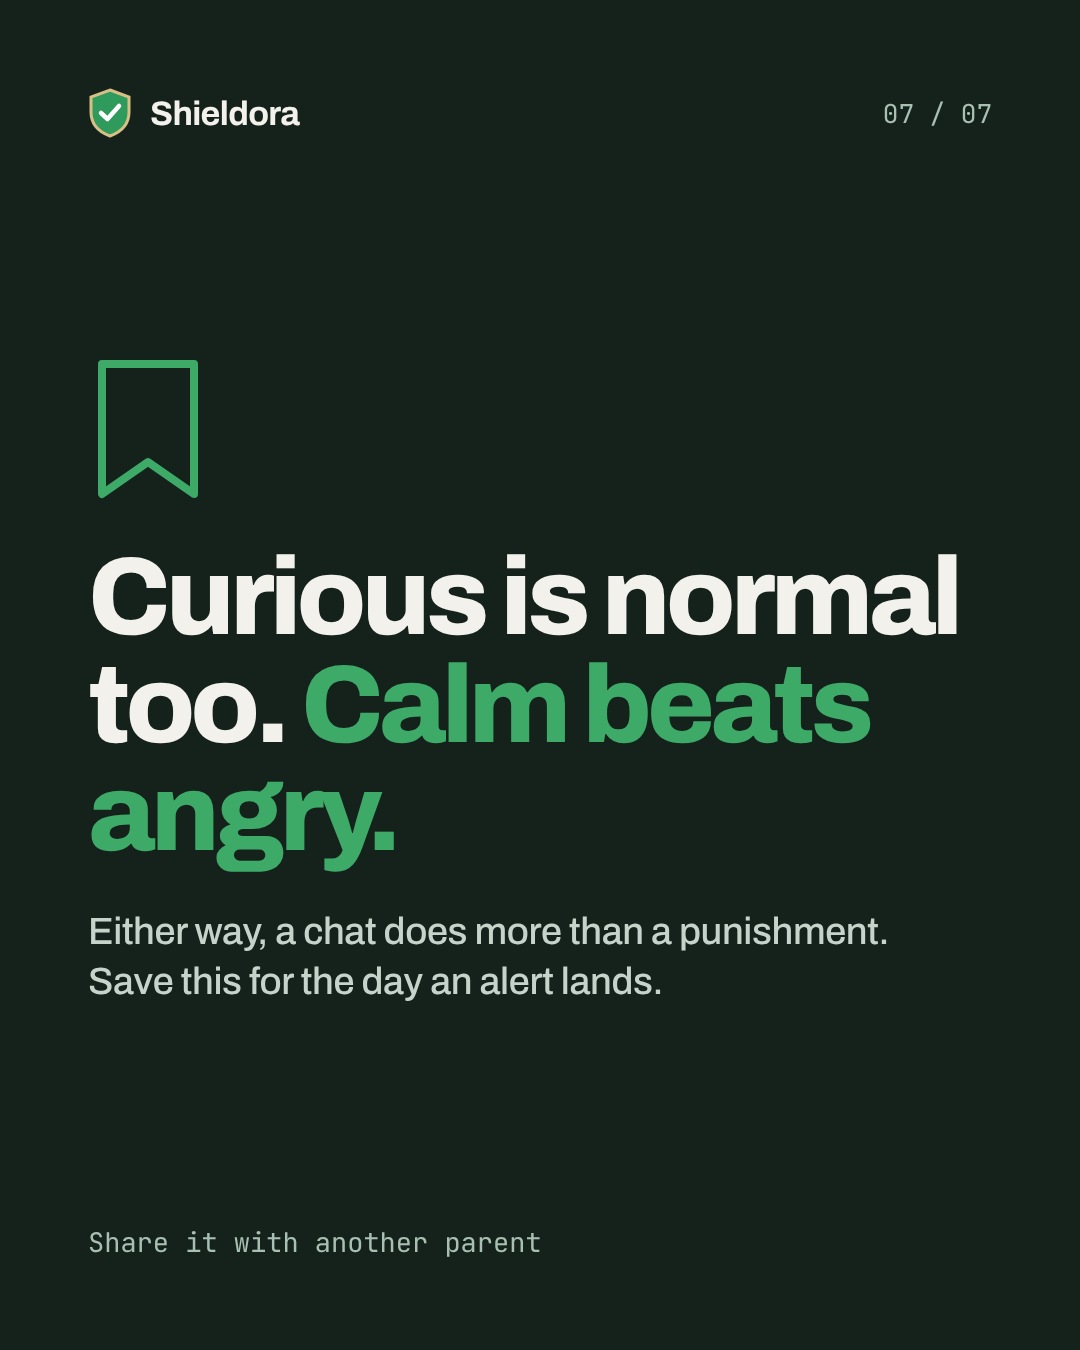 Shieldora
07 / 07
Curious is normal
too. Calm beats
angry.
Either way, a chat does more than a punishment.
Save this for the day an alert lands.
Share it with another parent